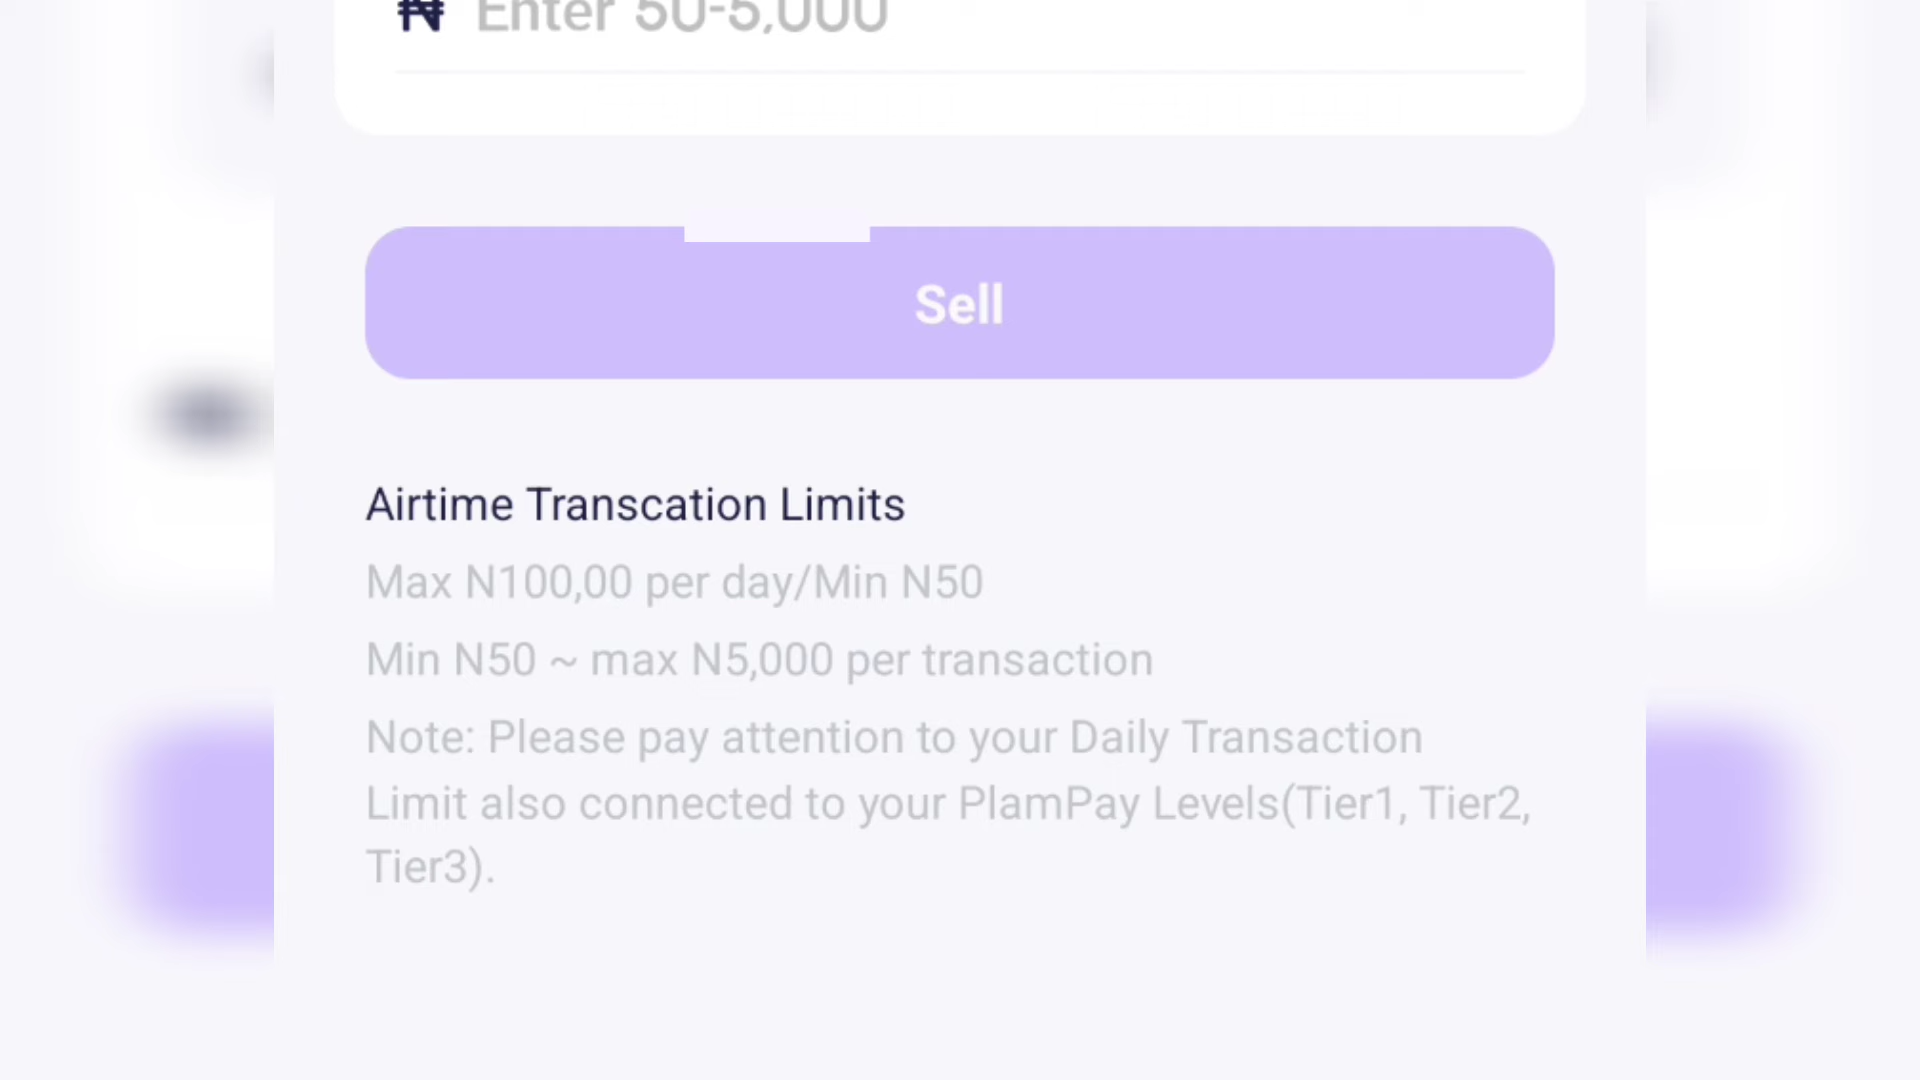 ₦ Enter 50-5,000
Sell
Airtime Transcation Limits
Max N100,00 per day/Min N50
Min N50 ~ max N5,000 per transaction
Note: Please pay attention to your Daily Transaction
Limit also connected to your PlamPay Levels(Tier1, Tier2,
Tier3).